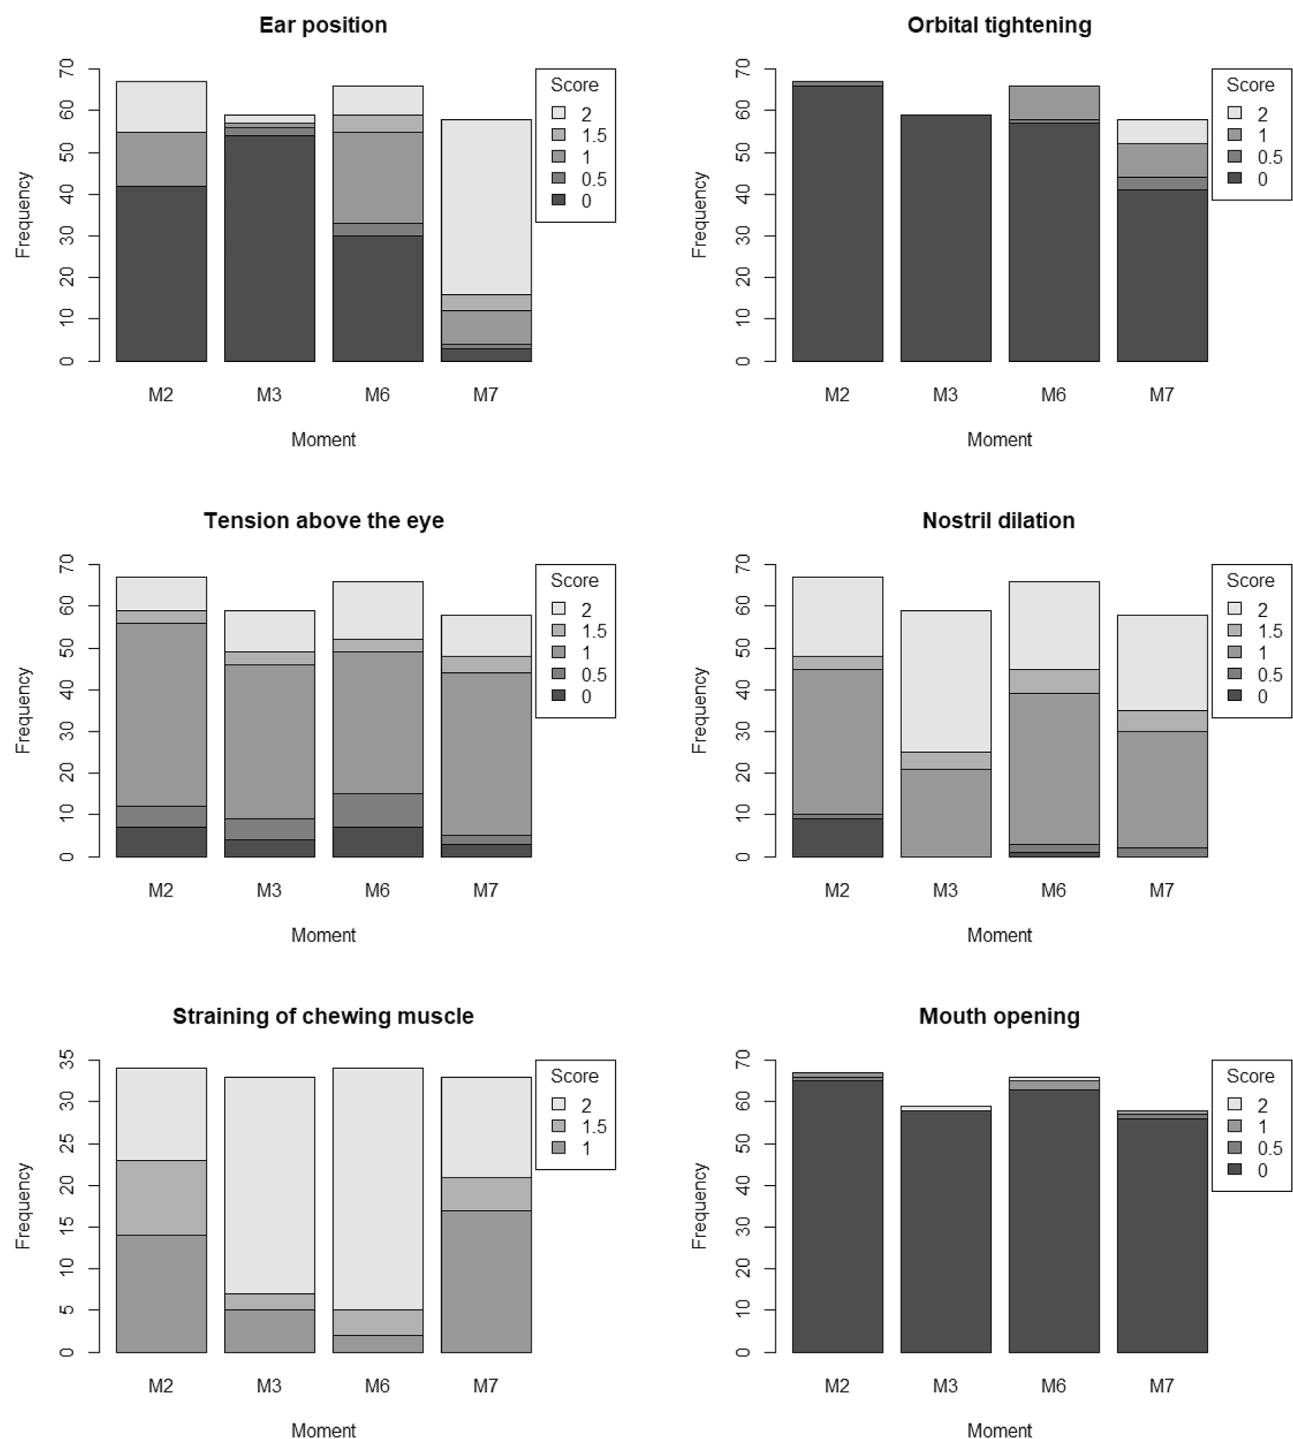 Ear position
70
60
50
40
30
20
10
0
Frequency
M2 M3 M6 M7
Moment
Score
2
1.5
1
0.5
0
Orbital tightening
70
60
50
40
30
20
10
0
Frequency
M2 M3 M6 M7
Moment
Score
2
1
0.5
0
Tension above the eye
70
60
50
40
30
20
10
0
Frequency
M2 M3 M6 M7
Moment
Score
2
1.5
1
0.5
0
Nostril dilation
70
60
50
40
30
20
10
0
Frequency
M2 M3 M6 M7
Moment
Score
2
1.5
1
0.5
0
Straining of chewing muscle
35
30
25
20
15
10
5
0
Frequency
M2 M3 M6 M7
Moment
Score
2
1.5
1
Mouth opening
70
60
50
40
30
20
10
0
Frequency
M2 M3 M6 M7
Moment
Score
2
1
0.5
0